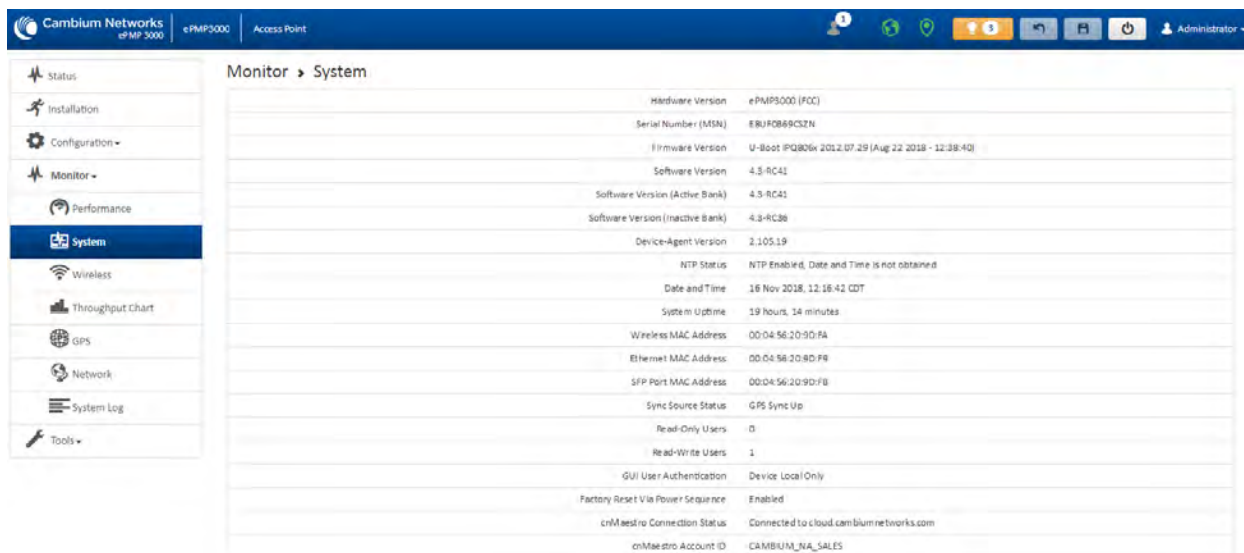 Cambium Networks
ePMP 3000
ePMP3000
Access Point
1
3
Administrator
Status
Installation
Configuration
Monitor
Performance
System
Wireless
Throughput Chart
GPS
Network
System Log
Tools
Monitor > System
Hardware Version ePMP3000 (FCC)
Serial Number (MSN) E8UF0B69CSZN
Firmware Version U-Boot IPQ806x 2012.07.29 (Aug 22 2018 - 12:38:40)
Software Version 4.3-RC41
Software Version (Active Bank) 4.3-RC41
Software Version (Inactive Bank) 4.3-RC36
Device-Agent Version 2.105.19
NTP Status NTP Enabled, Date and Time is not obtained
Date and Time 16 Nov 2018, 12:16:42 CDT
System Uptime 19 hours, 14 minutes
Wireless MAC Address 00:04:56:20:9D:FA
Ethernet MAC Address 00:04:56:20:9D:F9
SFP Port MAC Address 00:04:56:20:9D:FB
Sync Source Status GPS Sync Up
Read-Only Users 0
Read-Write Users 1
GUI User Authentication Device Local Only
Factory Reset Via Power Sequence Enabled
cnMaestro Connection Status Connected to cloud.cambiumnetworks.com
cnMaestro Account ID CAMBIUM_NA_SALES